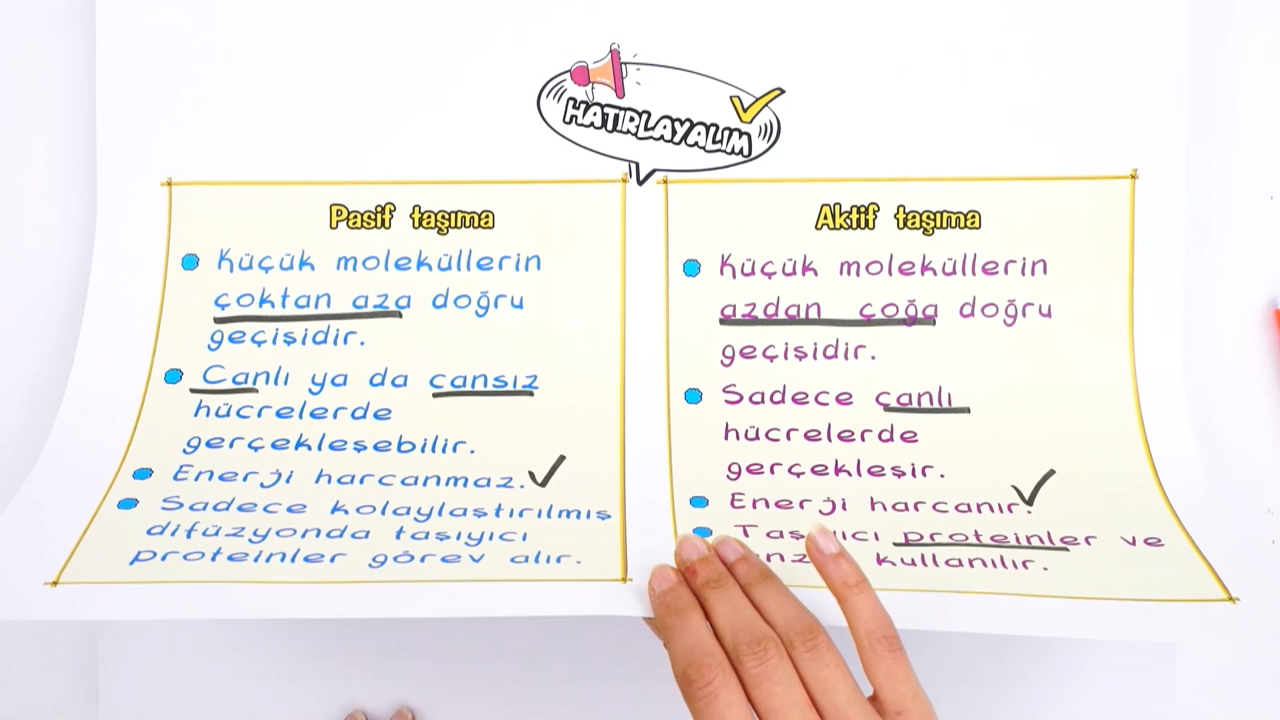 HATIRLAYALIM
Pasif taşıma
Küçük moleküllerin
çoktan aza doğru
geçişidir.
Canlı ya da cansız
hücrelerde
gerçekleşebilir.
Enerji harcanmaz.
Sadece kolaylaştırılmış
difüzyonda taşıyıcı
proteinler görev alır.
Aktif taşıma
Küçük moleküllerin
azdan çoğa doğru
geçişidir.
Sadece canlı
hücrelerde
gerçekleşir.
Enerji harcanır.
proteinler ve
kullanılır.